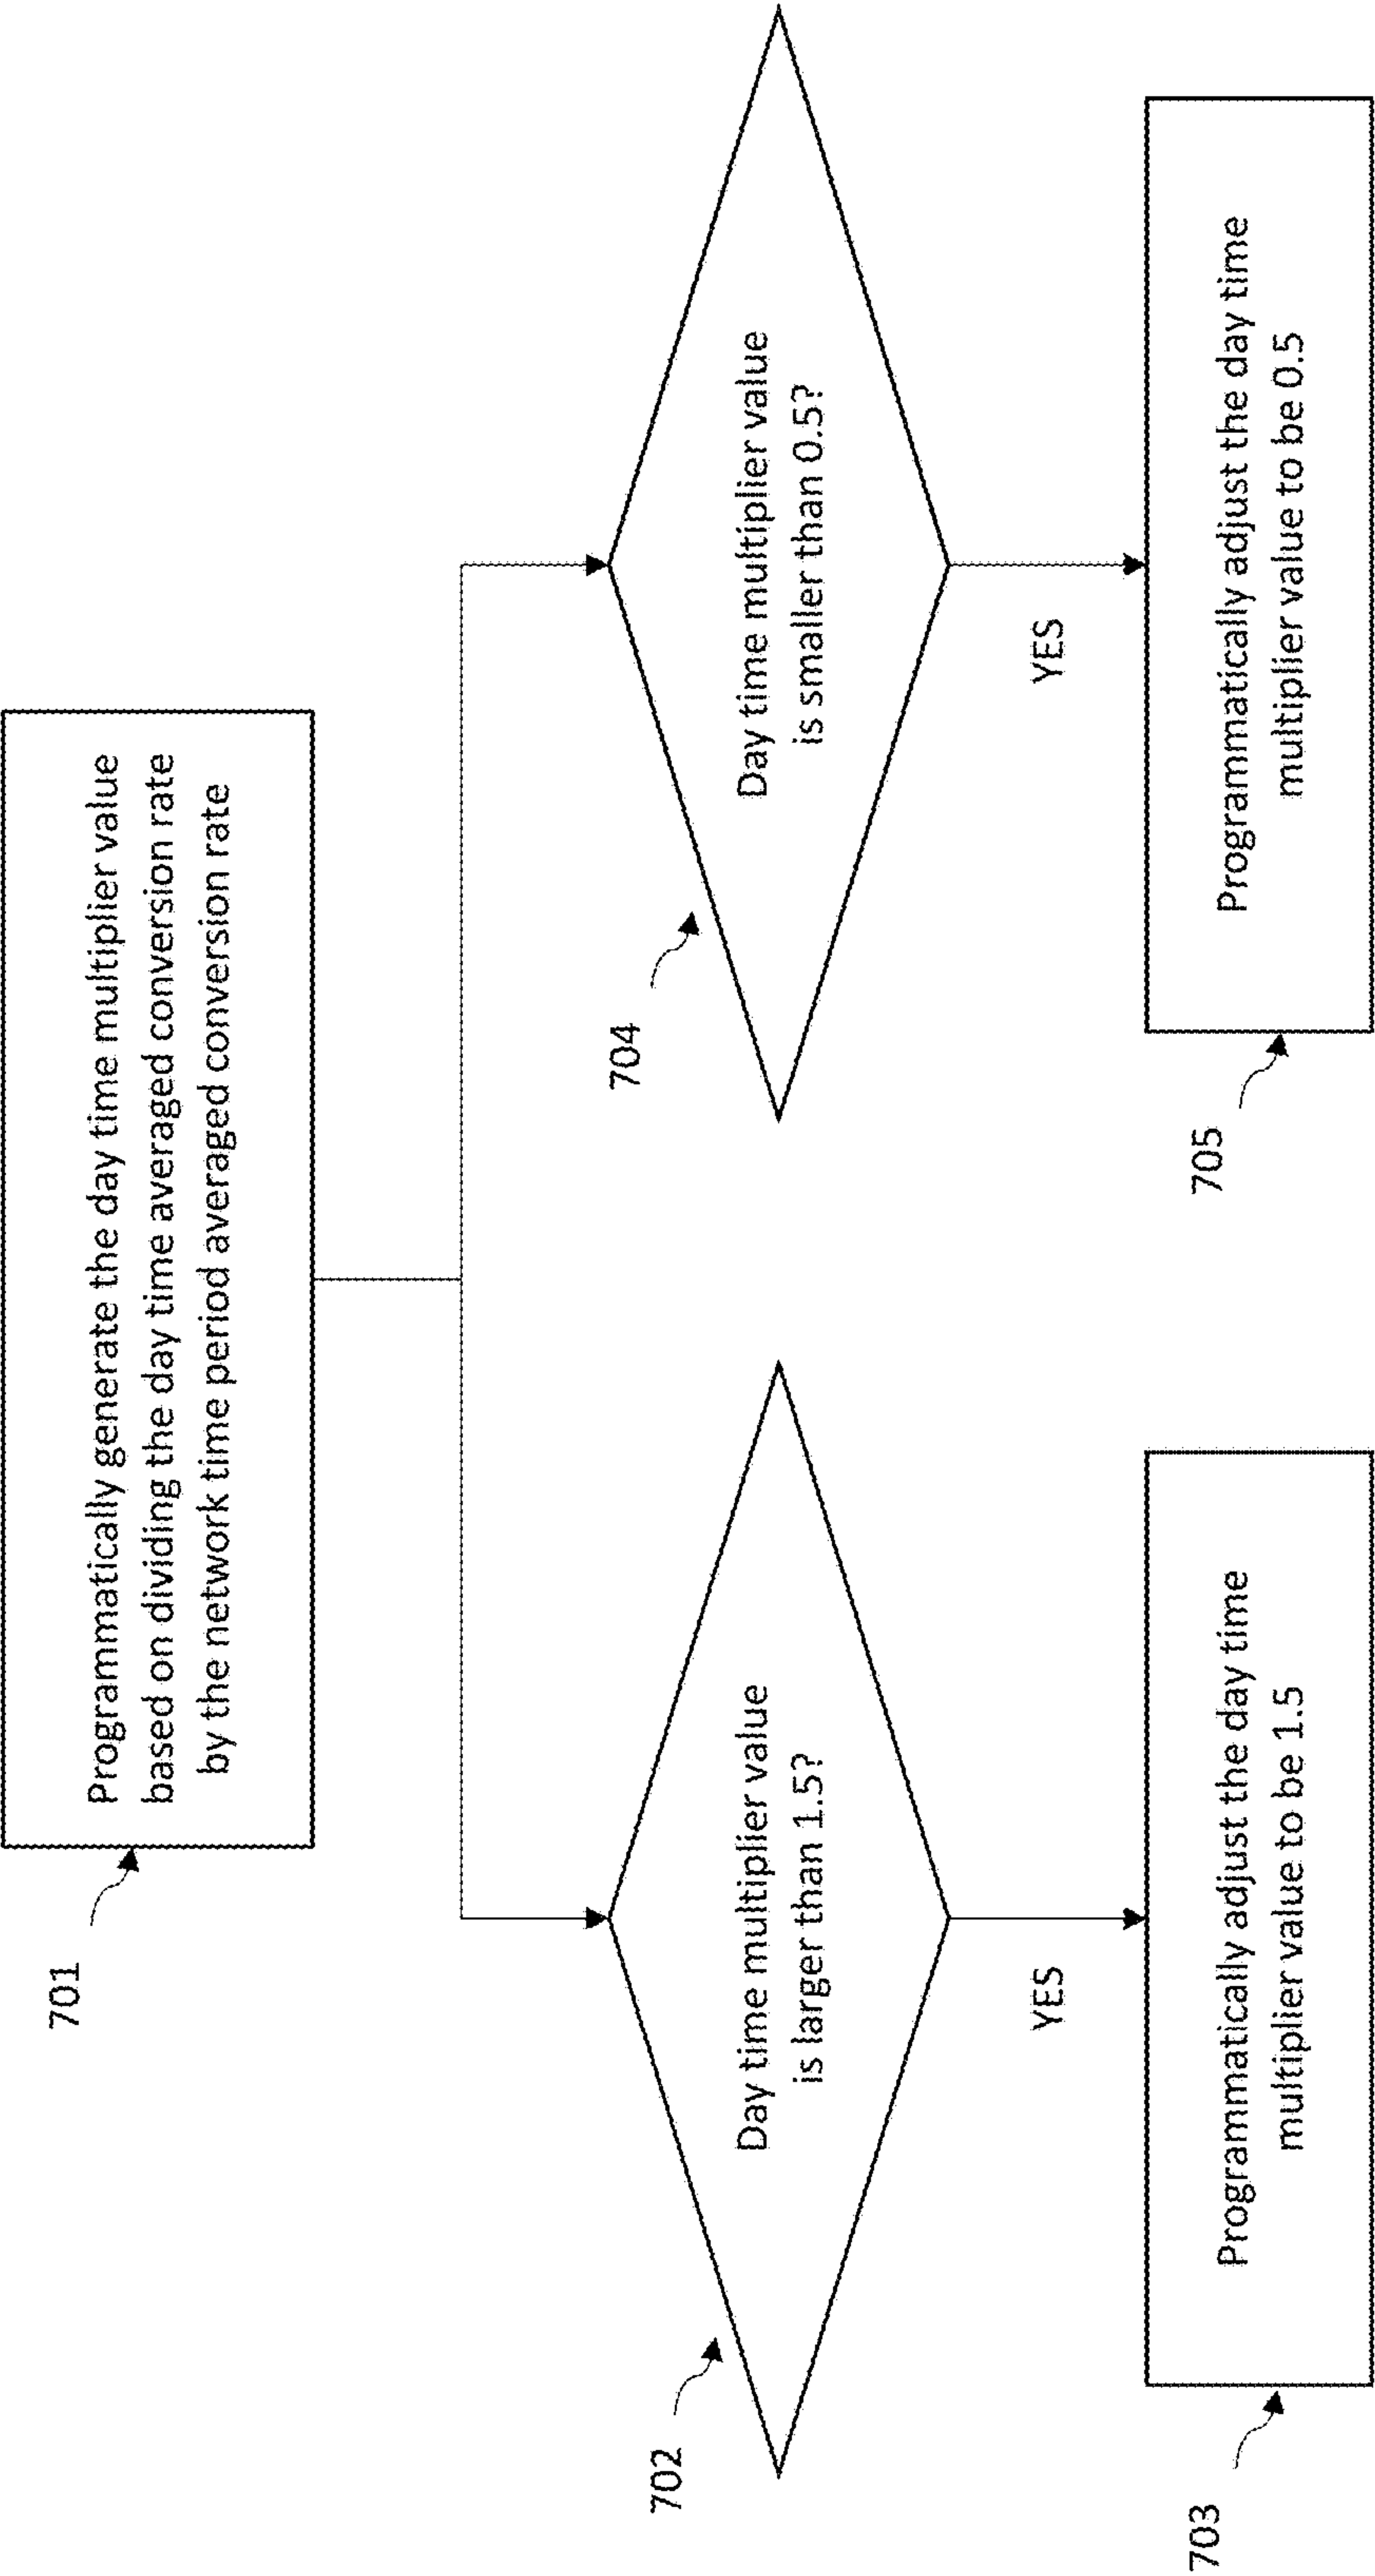 701
Programmatically generate the day time multiplier value
based on dividing the day time averaged conversion rate
by the network time period averaged conversion rate
702
Day time multiplier value
is larger than 1.5?
YES
703
Programmatically adjust the day time
multiplier value to be 1.5
704
Day time multiplier value
is smaller than 0.5?
YES
705
Programmatically adjust the day time
multiplier value to be 0.5